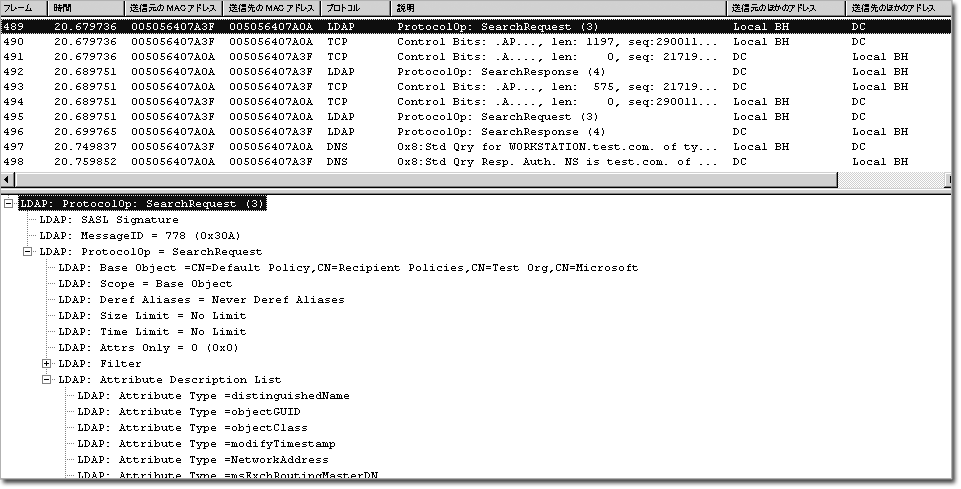 フレーム 時間 送信元の MAC アドレス 送信先の MAC アドレス プロトコル 説明 送信元のほかのアドレス 送信先のほかのアドレス
489 20.679736 005056407A3F 005056407A0A LDAP ProtocolOp: SearchRequest (3) Local BH DC
490 20.679736 005056407A3F 005056407A0A TCP Control Bits: .AP..., len: 1197, seq:290011... Local BH DC
491 20.679736 005056407A0A 005056407A3F TCP Control Bits: .A...., len: 0, seq: 21719... DC Local BH
492 20.689751 005056407A0A 005056407A3F LDAP ProtocolOp: SearchResponse (4) DC Local BH
493 20.689751 005056407A0A 005056407A3F TCP Control Bits: .AP..., len: 575, seq: 21719... DC Local BH
494 20.689751 005056407A3F 005056407A0A TCP Control Bits: .A...., len: 0, seq:290011... Local BH DC
495 20.689751 005056407A3F 005056407A0A LDAP ProtocolOp: SearchRequest (3) Local BH DC
496 20.699765 005056407A0A 005056407A3F LDAP ProtocolOp: SearchResponse (4) DC Local BH
497 20.749837 005056407A3F 005056407A0A DNS 0x8:Std Qry for WORKSTATION.test.com. of ty... Local BH DC
498 20.759852 005056407A0A 005056407A3F DNS 0x8:Std Qry Resp. Auth. NS is test.com. of ... DC Local BH
LDAP: ProtocolOp: SearchRequest (3)
LDAP: SASL Signature
LDAP: MessageID = 778 (0x30A)
LDAP: ProtocolOp = SearchRequest
LDAP: Base Object =CN=Default Policy,CN=Recipient Policies,CN=Test Org,CN=Microsoft
LDAP: Scope = Base Object
LDAP: Deref Aliases = Never Deref Aliases
LDAP: Size Limit = No Limit
LDAP: Time Limit = No Limit
LDAP: Attrs Only = 0 (0x0)
LDAP: Filter
LDAP: Attribute Description List
LDAP: Attribute Type =distinguishedName
LDAP: Attribute Type =objectGUID
LDAP: Attribute Type =objectClass
LDAP: Attribute Type =modifyTimestamp
LDAP: Attribute Type =NetworkAddress
LDAP: Attribute Type =msExchRoutingMasterDN